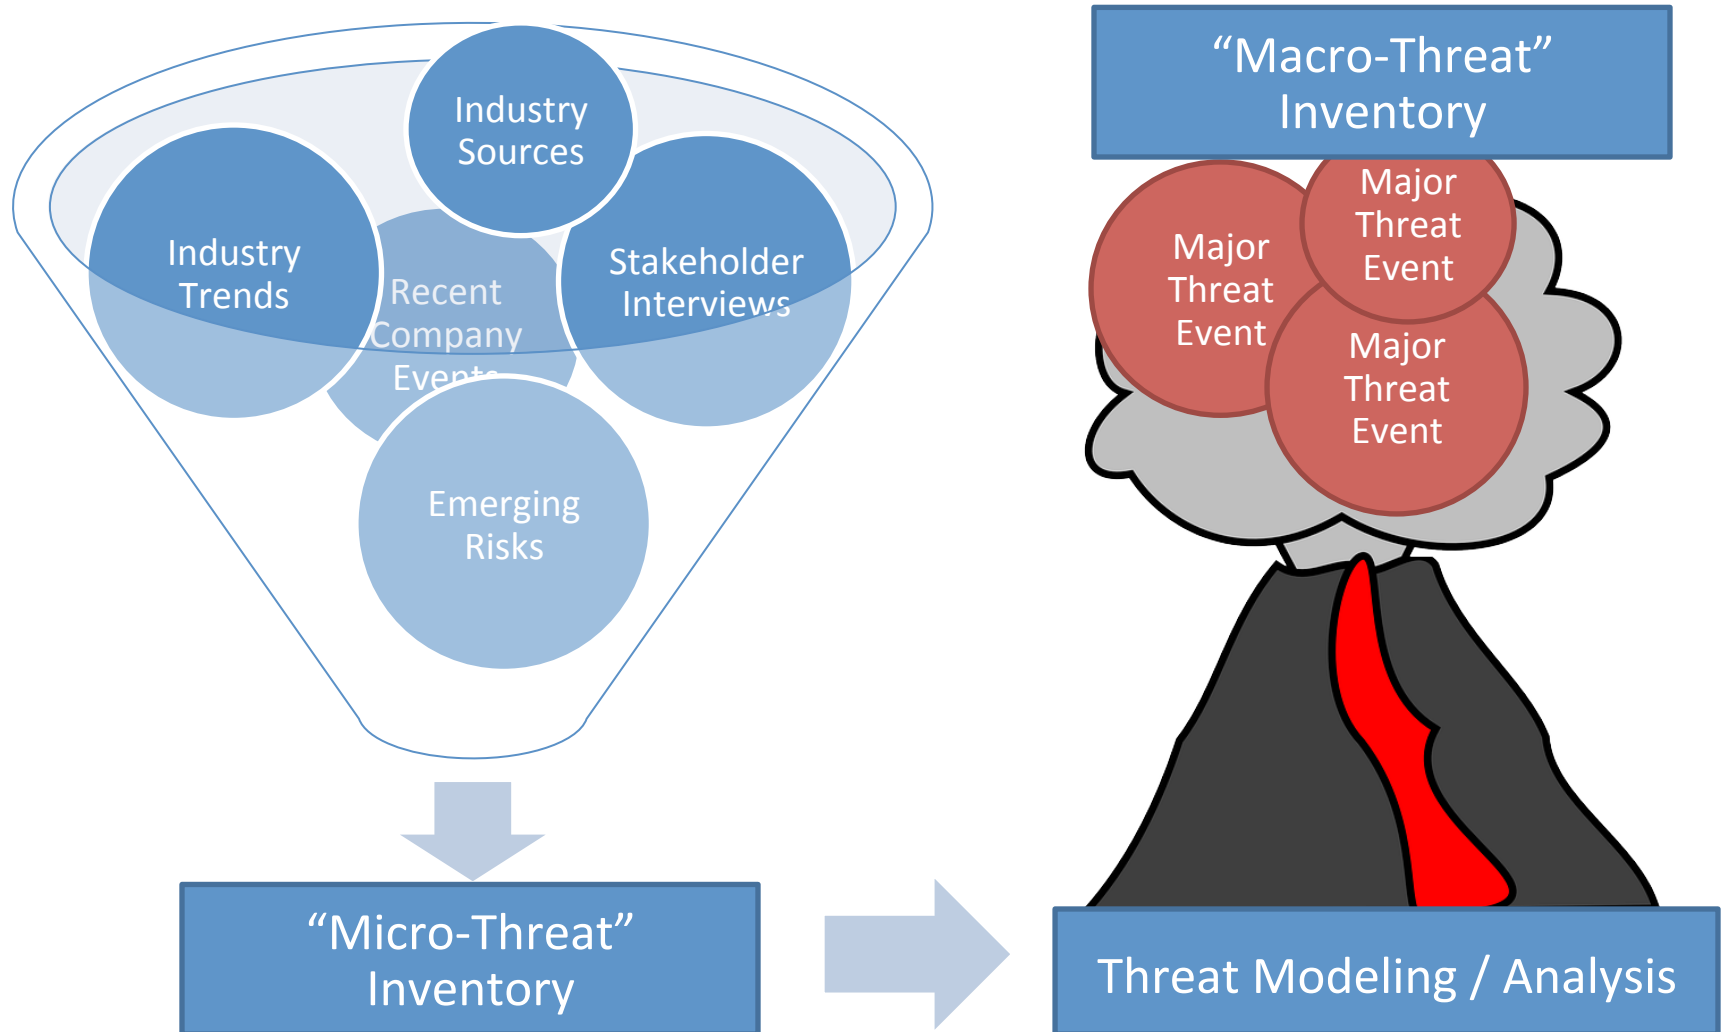 Industry
Sources
Industry
Trends
Recent
Company
Events
Stakeholder
Interviews
Emerging
Risks
“Micro-Threat”
Inventory
“Macro-Threat”
Inventory
Major
Threat
Event
Major
Threat
Event
Major
Threat
Event
Threat Modeling / Analysis